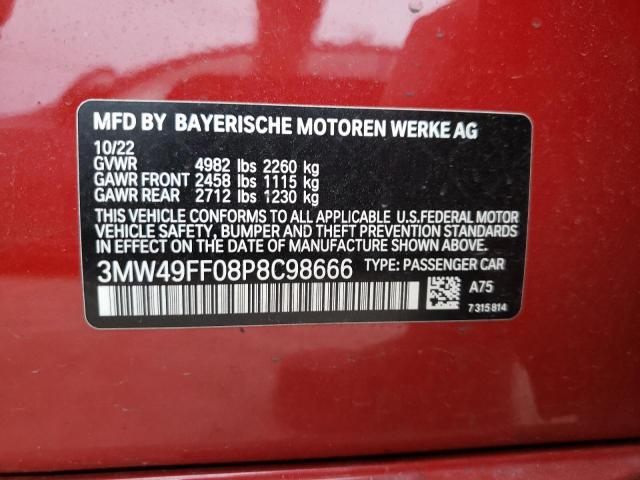 MFD BY BAYERISCHE MOTOREN WERKE AG
10/22
GVWR 4982 lbs 2260 kg
GAWR FRONT 2458 lbs 1115 kg
GAWR REAR 2712 lbs 1230 kg
THIS VEHICLE CONFORMS TO ALL APPLICABLE U.S. FEDERAL MOTOR
VEHICLE SAFETY, BUMPER AND THEFT PREVENTION STANDARDS
IN EFFECT ON THE DATE OF MANUFACTURE SHOWN ABOVE.
3MW49FF08P8C98666 TYPE: PASSENGER CAR
A75
7 315 814